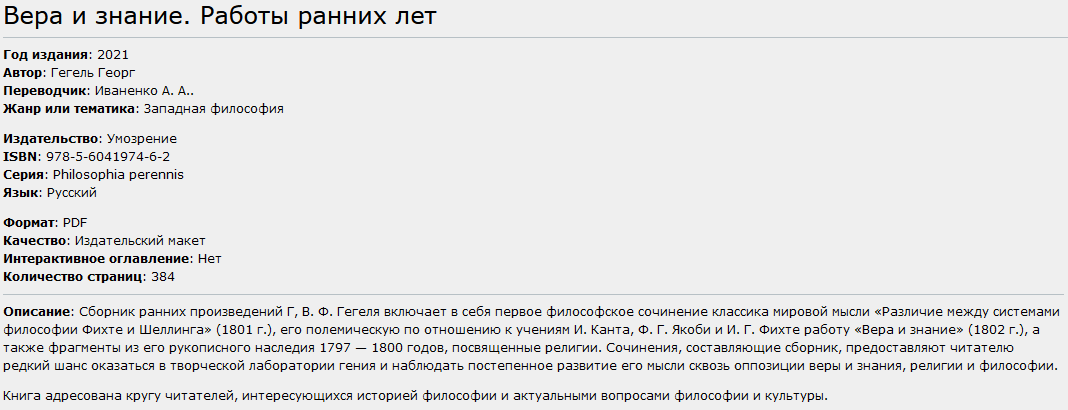 Вера и знание. Работы ранних лет
Год издания: 2021
Автор: Гегель Георг
Переводчик: Иваненко А. А..
Жанр или тематика: Западная философия
Издательство: Умозрение
ISBN: 978-5-6041974-6-2
Серия: Philosophia perennis
Язык: Русский
Формат: PDF
Качество: Издательский макет
Интерактивное оглавление: Нет
Количество страниц: 384
Описание: Сборник ранних произведений Г, В. Ф. Гегеля включает в себя первое философское сочинение классика мировой мысли «Различие между системами
философии Фихте и Шеллинга» (1801 г.), его полемическую по отношению к учениям И. Канта, Ф. Г. Якоби и И. Г. Фихте работу «Вера и знание» (1802 г.), а
также фрагменты из его рукописного наследия 1797 — 1800 годов, посвященные религии. Сочинения, составляющие сборник, предоставляют читателю
редкий шанс оказаться в творческой лаборатории гения и наблюдать постепенное развитие его мысли сквозь оппозиции веры и знания, религии и философии.
Книга адресована кругу читателей, интересующихся историей философии и актуальными вопросами философии и культуры.